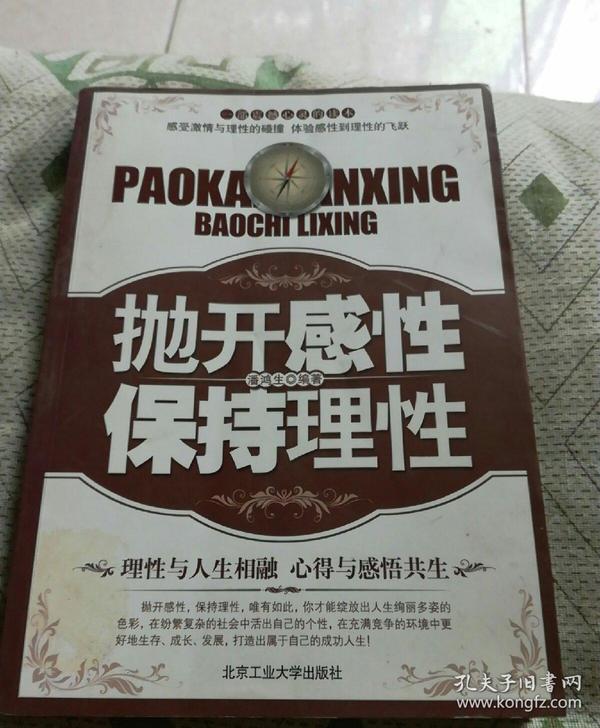 一部震撼心灵的读本
感受激情与理性的碰撞 体验感性到理性的飞跃
PAOKA ANXING
BAOCHI LIXING
抛开感性
潘鸿生◎编著
保持理性
理性与人生相融 心得与感悟共生
抛开感性,保持理性,唯有如此,你才能绽放出人生绚丽多姿的
色彩,在纷繁复杂的社会中活出自己的个性,在充满竞争的环境中更
好地生存、成长、发展,打造出属于自己的成功人生!
北京工业大学出版社
孔夫子旧书网
www.kongfz.com